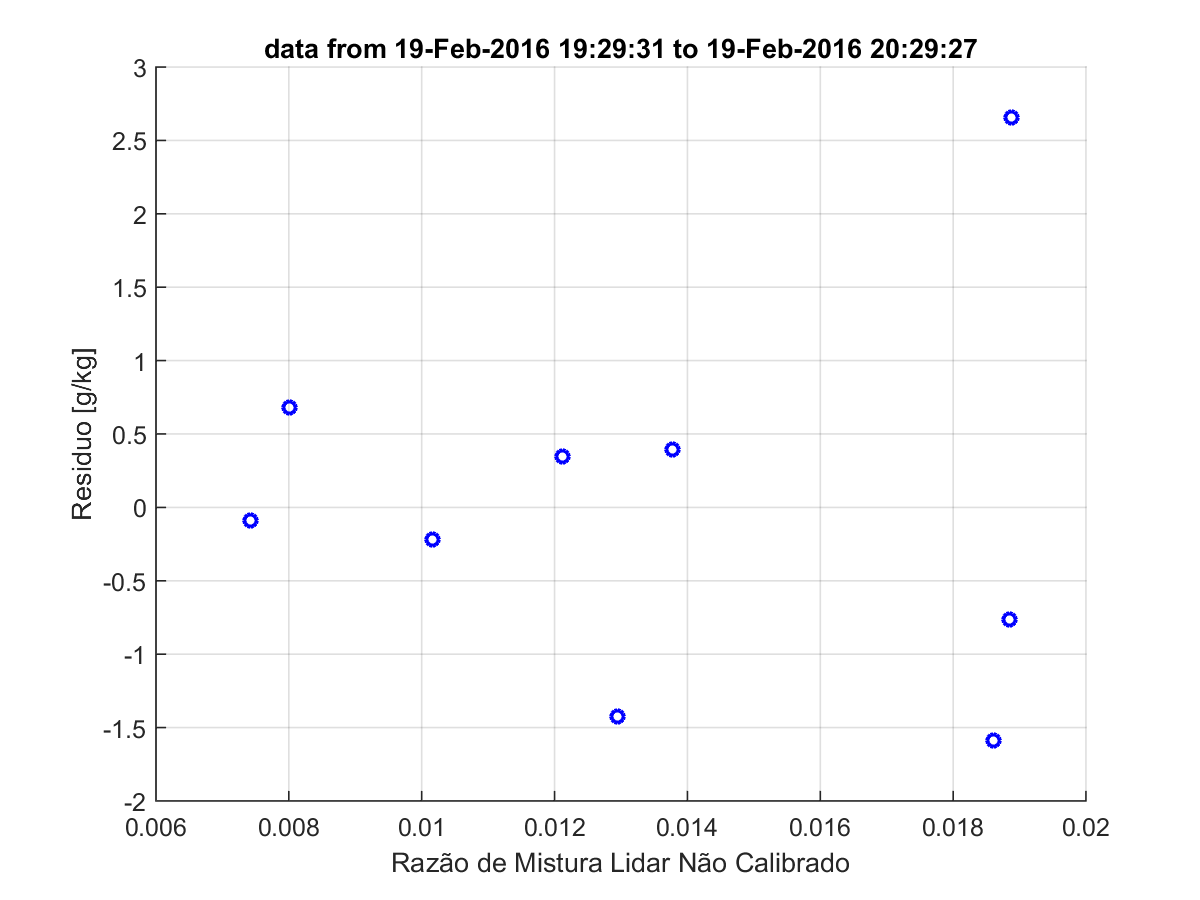 data from 19-Feb-2016 19:29:31 to 19-Feb-2016 20:29:27
3
2.5
2
1.5
1
0.5
0
-0.5
-1
-1.5
-2
Residuo [g/kg]
0.006 0.008 0.01 0.012 0.014 0.016 0.018 0.02
Razão de Mistura Lidar Não Calibrado